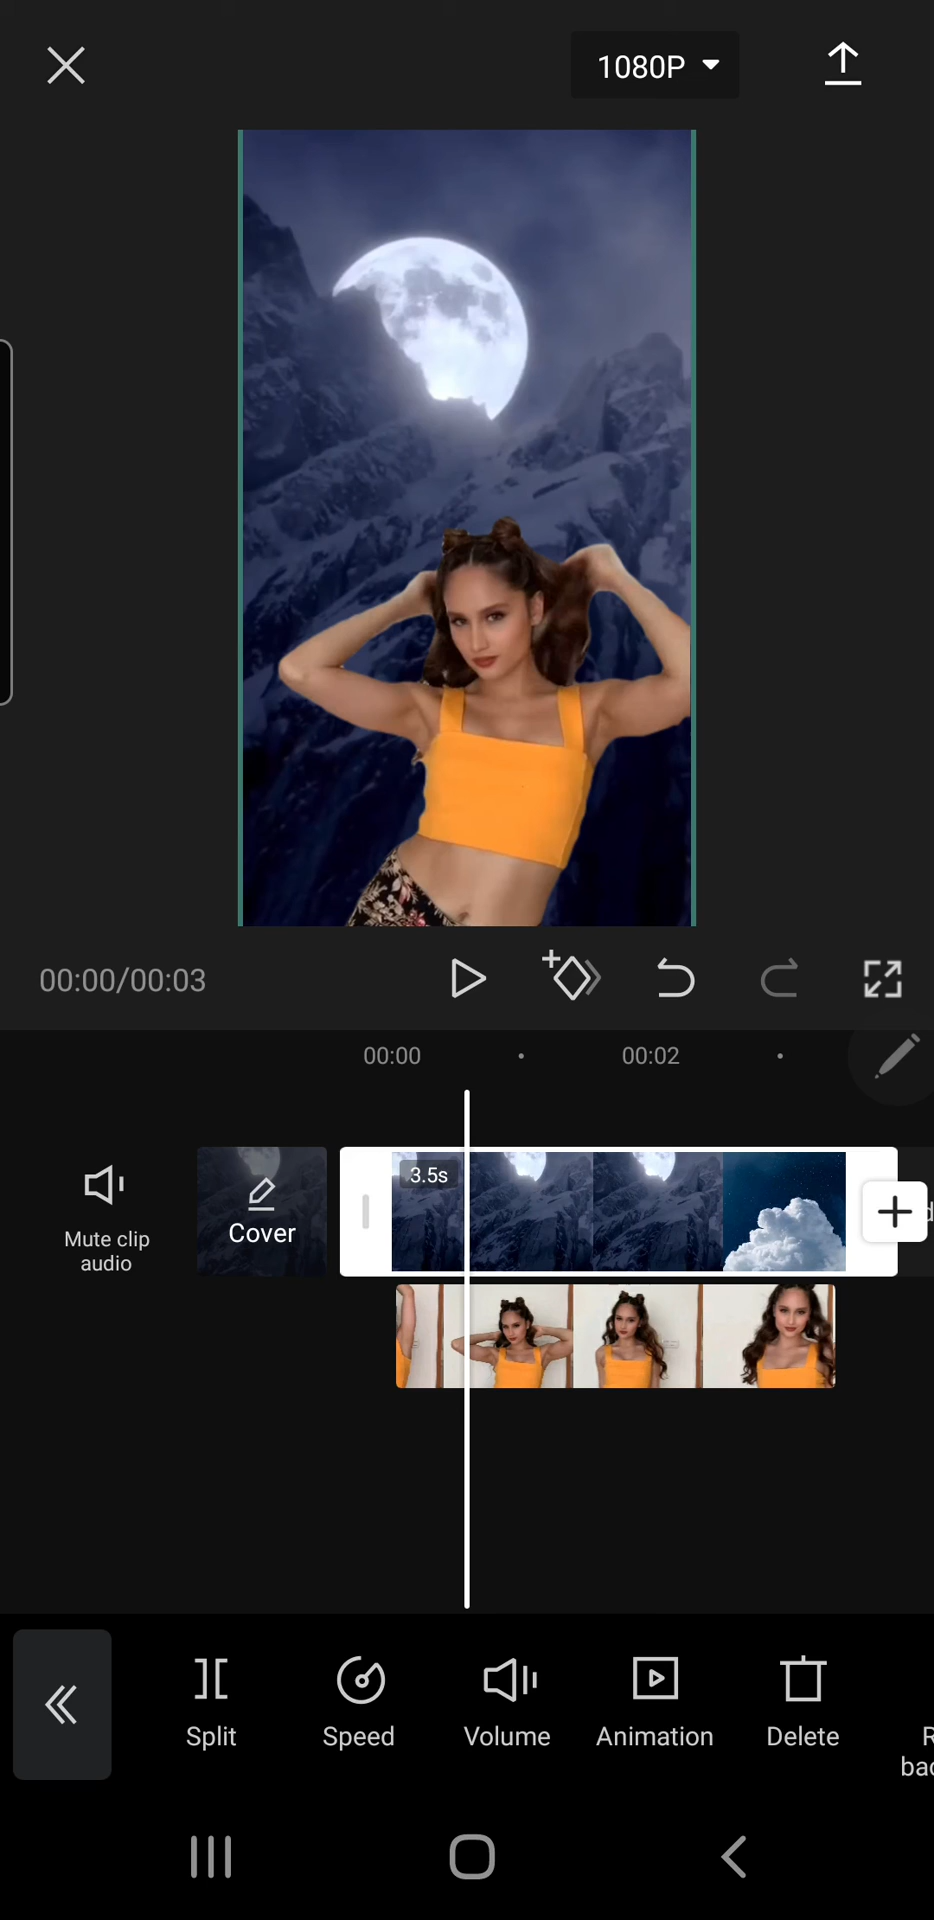 1080P
00:00/00:03
00:00
00:02
3.5s
Mute clip
audio
Cover
Split
Speed
Volume
Animation
Delete